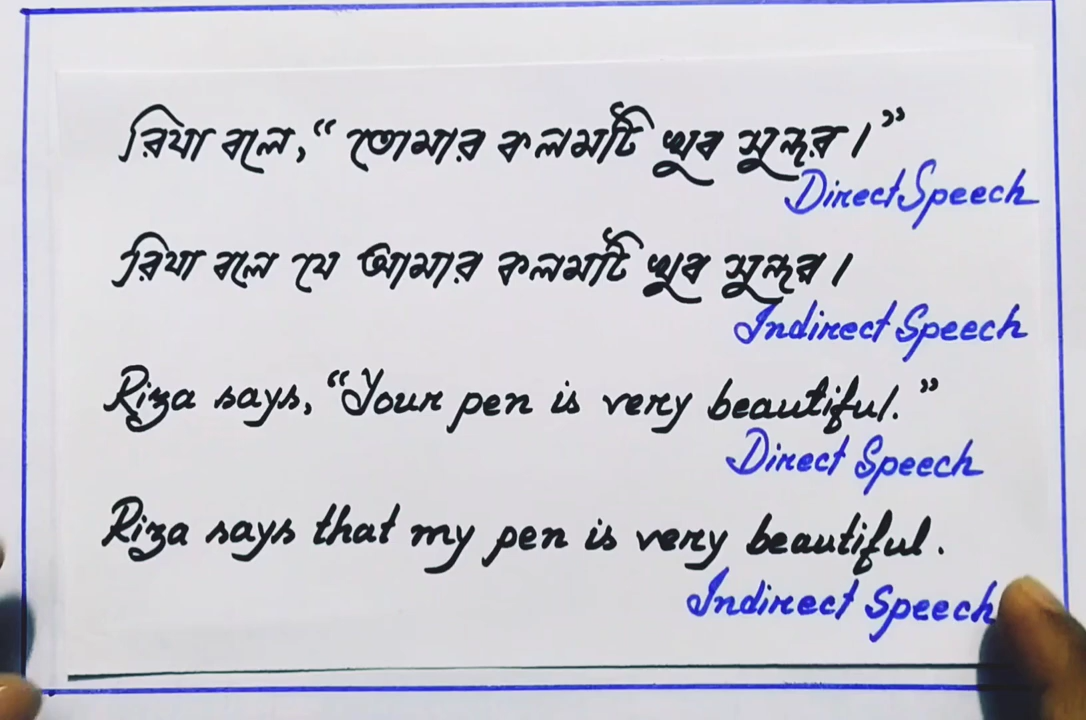 রিযা বলে, “তোমার কলমটি খুব সুন্দর।”
Direct Speech
রিযা বলে যে আমার কলমটি খুব সুন্দর।
Indirect Speech
Riza says, “Your pen is very beautiful.”
Direct Speech
Riza says that my pen is very beautiful.
Indirect Speech